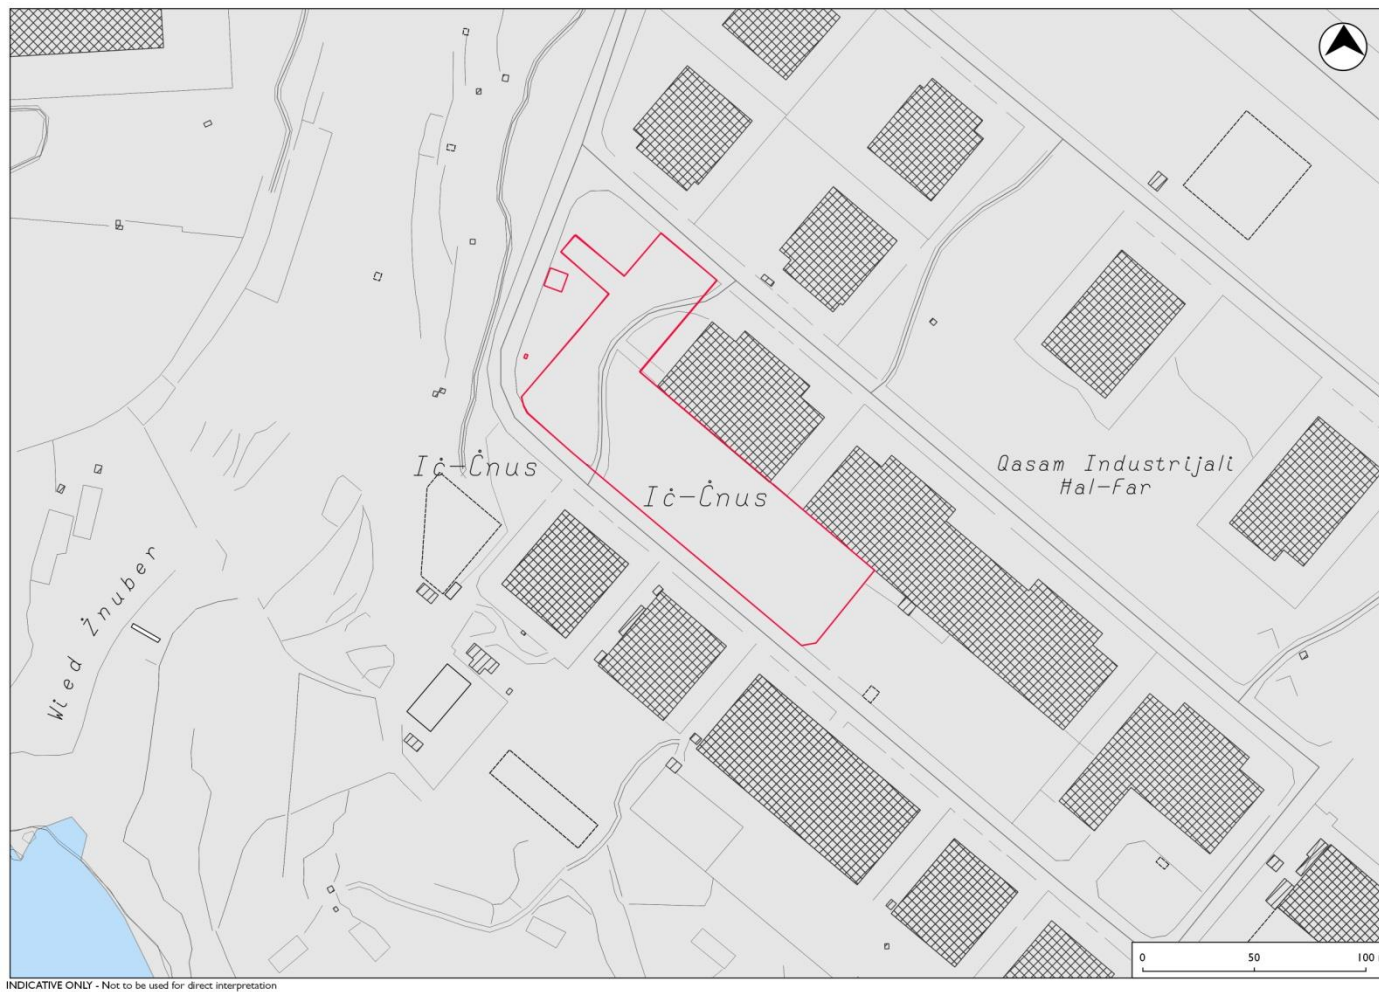 Iċ-Ċnus
Iċ-Ċnus
Qasam Industrijali
Ħal-Far
Wied Żnuber
0 50 100
INDICATIVE ONLY - Not to be used for direct interpretation